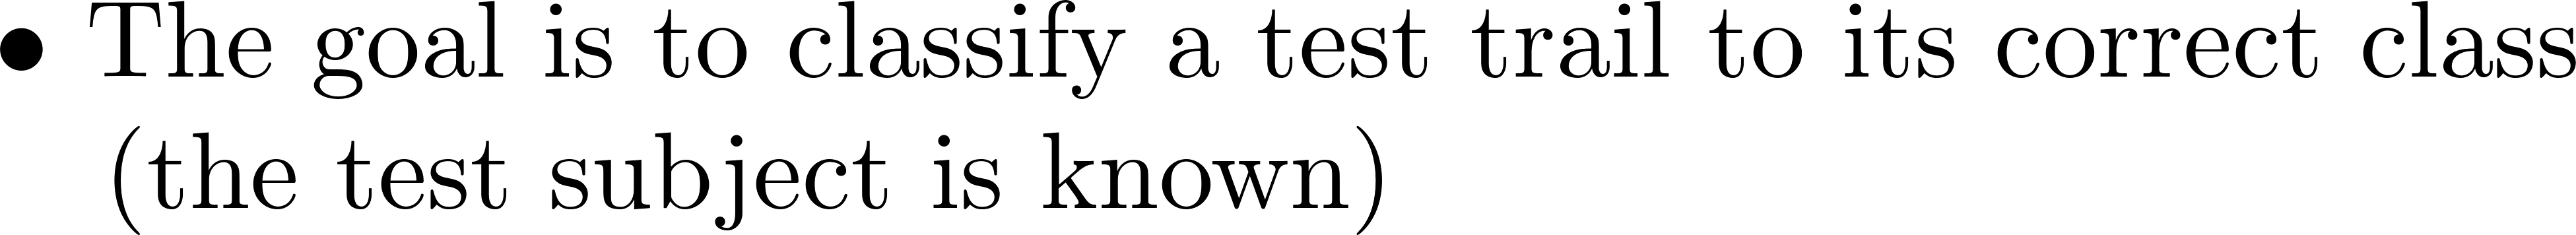 • The goal is to classify a test trail to its correct class
(the test subject is known)